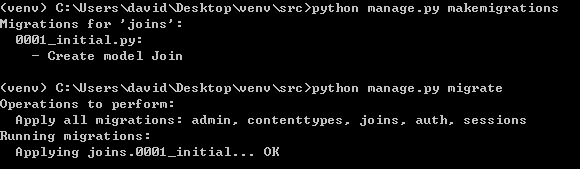 (venv) C:\Users\david\Desktop\venv\src>python manage.py makemigrations
Migrations for 'joins':
  0001_initial.py:
    - Create model Join

(venv) C:\Users\david\Desktop\venv\src>python manage.py migrate
Operations to perform:
  Apply all migrations: admin, contenttypes, joins, auth, sessions
Running migrations:
  Applying joins.0001_initial... OK